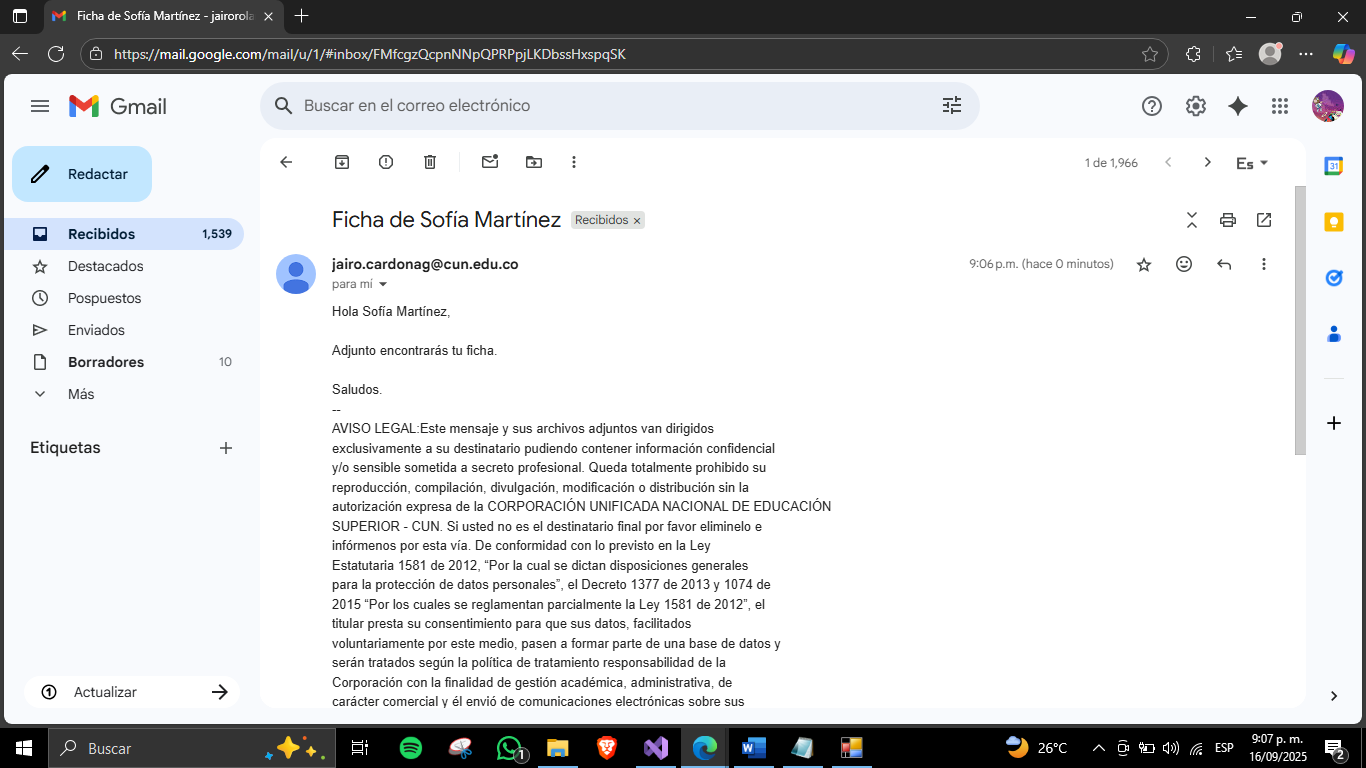 Ficha de Sofía Martínez - jairorola
https://mail.google.com/mail/u/1/#inbox/FMfcgzQcpnNNpQPRPpjLKDbssHxspqSK
Gmail
Buscar en el correo electrónico
Redactar
1 de 1,966
Es
Recibidos 1,539
Destacados
Pospuestos
Enviados
Borradores 10
Más
Etiquetas
Actualizar
Ficha de Sofía Martínez Recibidos ×
jairo.cardonag@cun.edu.co 9:06 p.m. (hace 0 minutos)
para mí
Hola Sofía Martínez,
Adjunto encontrarás tu ficha.
Saludos.
--
AVISO LEGAL:Este mensaje y sus archivos adjuntos van dirigidos
exclusivamente a su destinatario pudiendo contener información confidencial
y/o sensible sometida a secreto profesional. Queda totalmente prohibido su
reproducción, compilación, divulgación, modificación o distribución sin la
autorización expresa de la CORPORACIÓN UNIFICADA NACIONAL DE EDUCACIÓN
SUPERIOR - CUN. Si usted no es el destinatario final por favor eliminelo e
infórmenos por esta vía. De conformidad con lo previsto en la Ley
Estatutaria 1581 de 2012, “Por la cual se dictan disposiciones generales
para la protección de datos personales”, el Decreto 1377 de 2013 y 1074 de
2015 “Por los cuales se reglamentan parcialmente la Ley 1581 de 2012”, el
titular presta su consentimiento para que sus datos, facilitados
voluntariamente por este medio, pasen a formar parte de una base de datos y
serán tratados según la política de tratamiento responsabilidad de la
Corporación con la finalidad de gestión académica, administrativa, de
carácter comercial y él envió de comunicaciones electrónicas sobre sus
31
Buscar
1
26°C
ESP
9:07 p. m.
16/09/2025
2